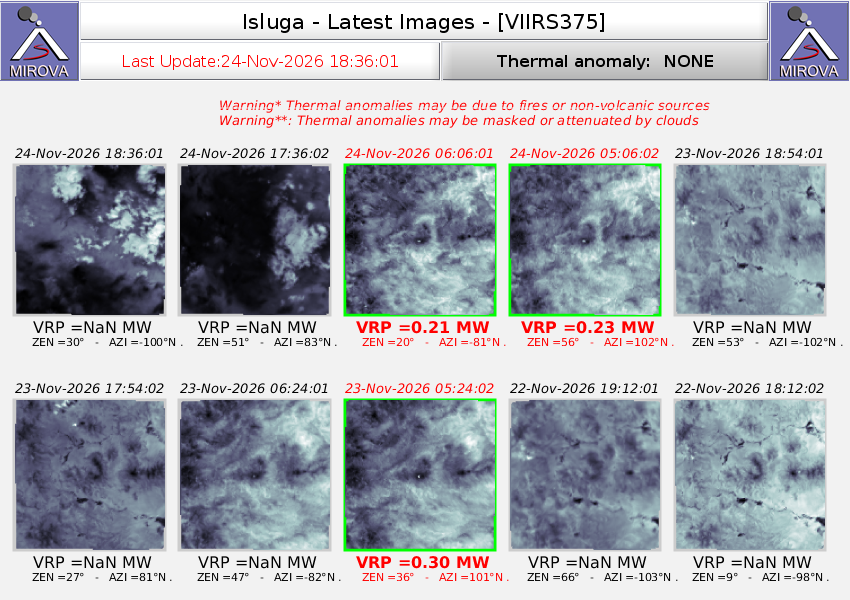 Isluga - Latest Images - [VIIRS375]
MIROVA
Last Update:24-Nov-2026 18:36:01
Thermal anomaly: NONE
MIROVA
Warning* Thermal anomalies may be due to fires or non-volcanic sources
Warning**: Thermal anomalies may be masked or attenuated by clouds
24-Nov-2026 18:36:01
24-Nov-2026 17:36:02
24-Nov-2026 06:06:01
24-Nov-2026 05:06:02
23-Nov-2026 18:54:01
VRP =NaN MW
VRP =NaN MW
VRP =0.21 MW
VRP =0.23 MW
VRP =NaN MW
ZEN =30° - AZI =-100°N .
ZEN =51° - AZI =83°N .
ZEN =20° - AZI =-81°N .
ZEN =56° - AZI =102°N .
ZEN =53° - AZI =-102°N .
23-Nov-2026 17:54:02
23-Nov-2026 06:24:01
23-Nov-2026 05:24:02
22-Nov-2026 19:12:01
22-Nov-2026 18:12:02
VRP =NaN MW
VRP =NaN MW
VRP =0.30 MW
VRP =NaN MW
VRP =NaN MW
ZEN =27° - AZI =81°N .
ZEN =47° - AZI =-82°N .
ZEN =36° - AZI =101°N .
ZEN =66° - AZI =-103°N .
ZEN =9° - AZI =-98°N .